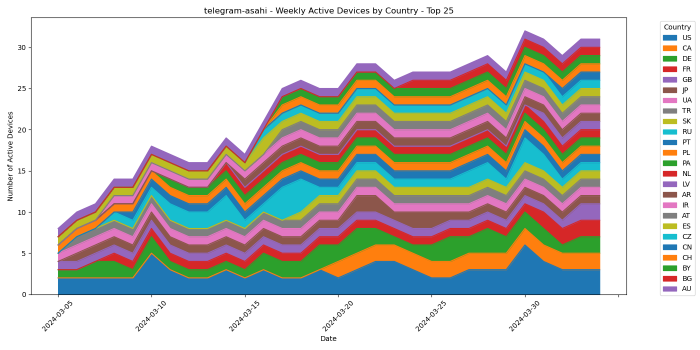 telegram-asahi - Weekly Active Devices by Country - Top 25
Number of Active Devices
30
25
20
15
10
5
0
2024-03-05
2024-03-10
2024-03-15
2024-03-20
2024-03-25
2024-03-30
Date
Country
US
CA
DE
FR
GB
JP
UA
TR
SK
RU
PT
PL
PA
NL
LV
AR
IR
AT
ES
CZ
CN
CH
BY
BG
AU